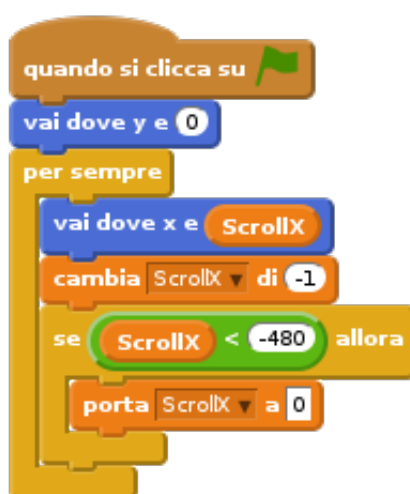 quando si clicca su
vai dove y e 0
per sempre
vai dove x e ScrollX
cambia ScrollX di -1
se ScrollX < -480 allora
porta ScrollX a 0